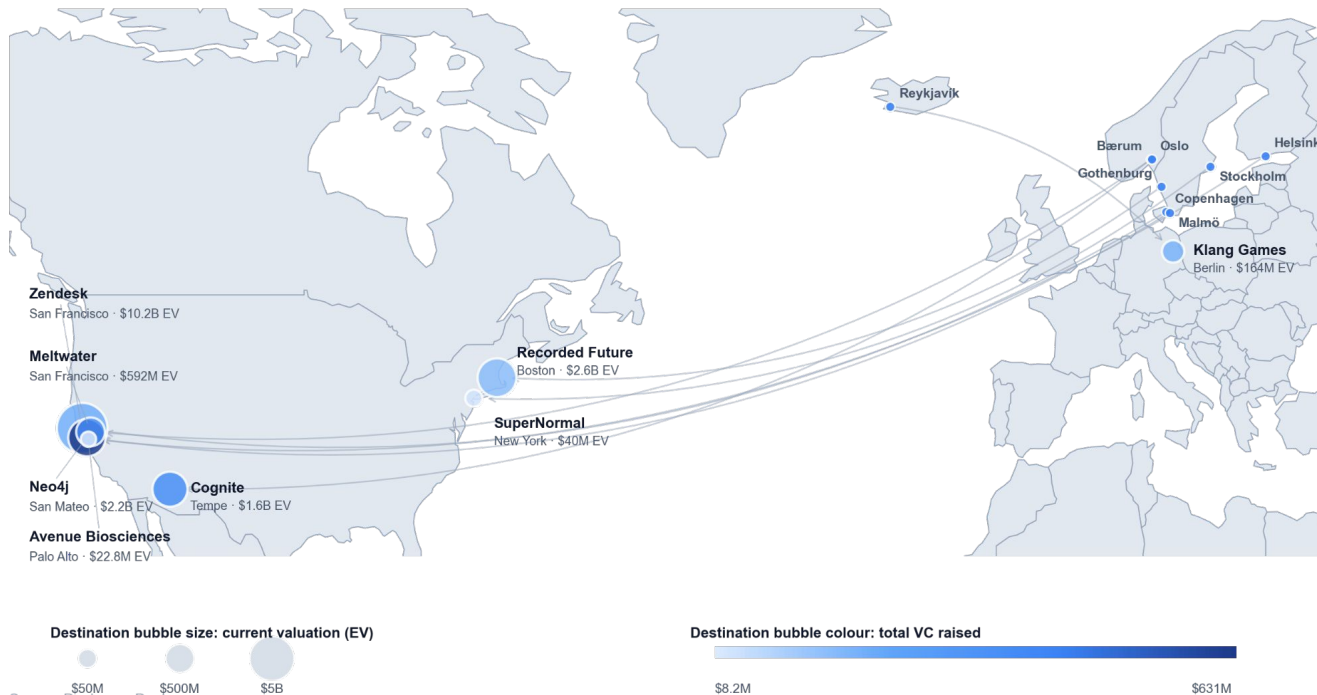 Reykjavik
Bærum Oslo
Helsink
Gothenburg
Stockholm
Copenhagen
Malmö
Klang Games
Berlin · $164M EV
Zendesk
San Francisco · $10.2B EV
Meltwater
San Francisco · $592M EV
Recorded Future
Boston · $2.6B EV
SuperNormal
New York · $40M EV
Neo4j
San Mateo · $2.2B EV
Cognite
Tempe · $1.6B EV
Avenue Biosciences
Palo Alto · $22.8M EV
Destination bubble size: current valuation (EV)
$50M $500M $5B
Destination bubble colour: total VC raised
$8.2M $631M